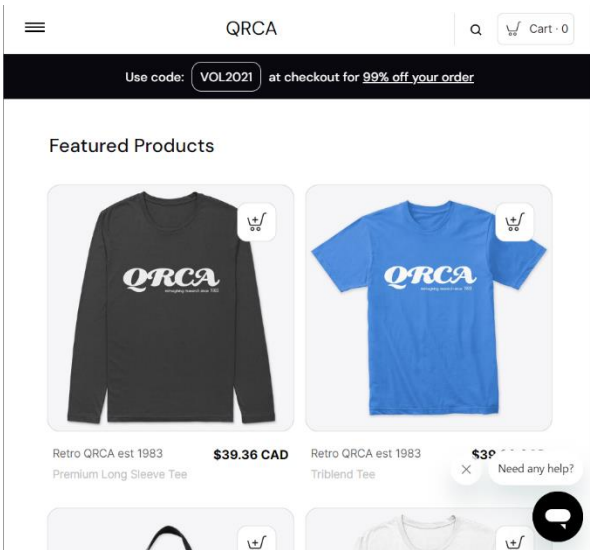 QRCA
Cart · 0
Use code: VOL2021 at checkout for 99% off your order
Featured Products
QRCA
QRCA
Retro QRCA est 1983
$39.36 CAD
Premium Long Sleeve Tee
Retro QRCA est 1983
$39
Triblend Tee
Need any help?